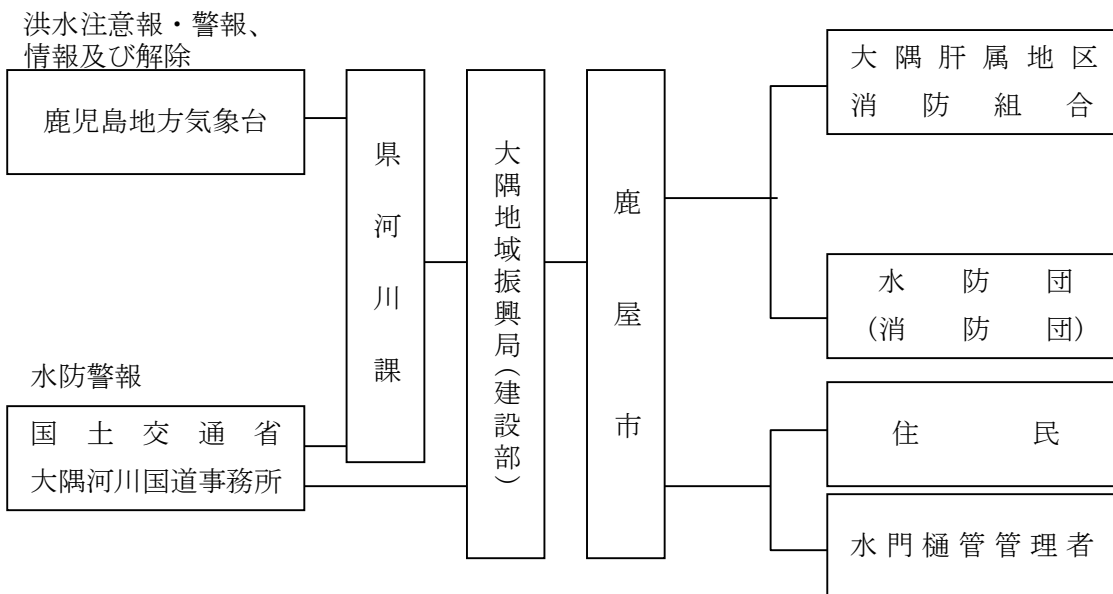 洪水注意報・警報、
情報及び解除
鹿児島地方気象台
水防警報
国土交通省
大隅河川国道事務所
県河川課
大隅地域振興局(建設部)
鹿屋市
大隅肝属地区
消防組合
水防団
(消防団)
住民
水門樋管管理者